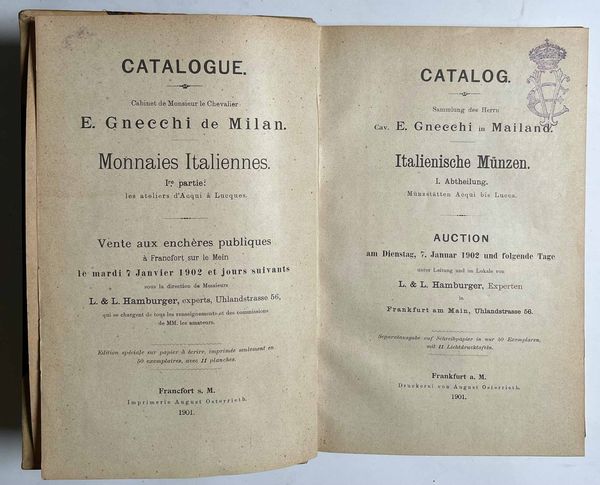 CATALOGUE.
Cabinet de Monsieur le Chevalier
E. Gnecchi de Milan.
Monnaies Italiennes.
Ire partie:
les ateliers d'Acqui à Lucques.
Vente aux enchères publiques
à Francfort sur le Mein
le mardi 7 Janvier 1902 et jours suivants
sous la direction de Messieurs
L. & L. Hamburger, experts, Uhlandstrasse 56,
qui se chargent de tous les renseignements et des commissions
de MM. les amateurs.
Edition spéciale sur papier à écrire, imprimée seulement en
50 exemplaires, avec 11 planches.
Francfort s. M.
Imprimerie August Osterrieth.
1901.
CATALOG.
Sammlung des Herrn
Cav. E. Gnecchi in Mailand.
Italienische Münzen.
I. Abtheilung.
Münzstätten Acqui bis Lucca.
AUCTION
am Dienstag, 7. Januar 1902 und folgende Tage
unter Leitung und im Lokale von
L. & L. Hamburger, Experten
in
Frankfurt am Main, Uhlandstrasse 56.
Separatausgabe auf Schreibpapier in nur 50 Exemplaren,
mit 11 Lichtdrucktafeln.
Frankfurt a. M.
Druckerei von August Osterrieth.
1901.